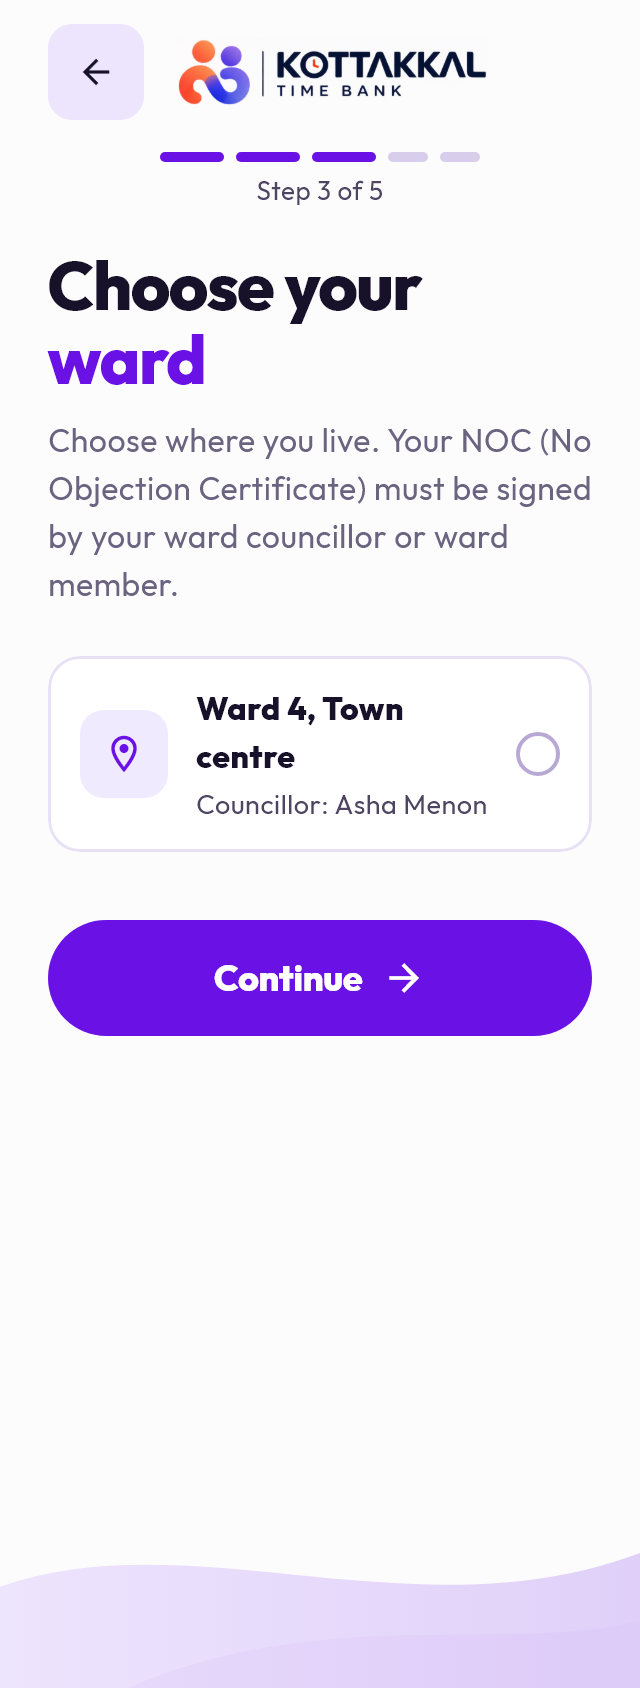 KOTTAKKAL
TIME BANK
Step 3 of 5
Choose your
ward
Choose where you live. Your NOC (No
Objection Certificate) must be signed
by your ward councillor or ward
member.
Ward 4, Town
centre
Councillor: Asha Menon
Continue